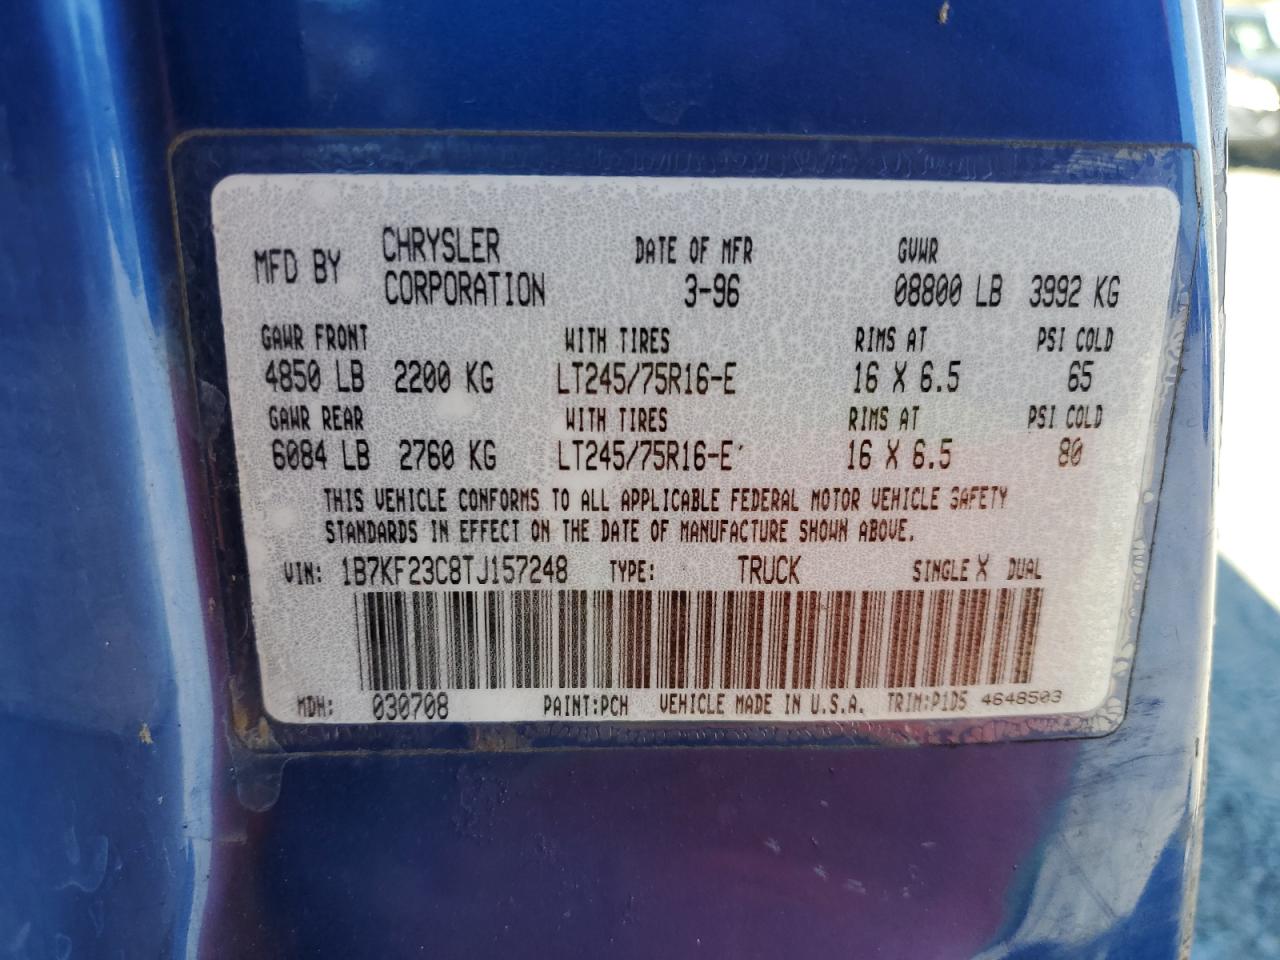 MFD BY CHRYSLER CORPORATION DATE OF MFR 3-96 GVWR 08800 LB 3992 KG
GAWR FRONT WITH TIRES RIMS AT PSI COLD
4850 LB 2200 KG LT245/75R16-E 16 X 6.5 65
GAWR REAR WITH TIRES RIMS AT PSI COLD
6084 LB 2760 KG LT245/75R16-E 16 X 6.5 80
THIS VEHICLE CONFORMS TO ALL APPLICABLE FEDERAL MOTOR VEHICLE SAFETY
STANDARDS IN EFFECT ON THE DATE OF MANUFACTURE SHOWN ABOVE.
VIN: 1B7KF23C8TJ157248 TYPE: TRUCK SINGLE X DUAL
MDH: 030708 PAINT:PCH VEHICLE MADE IN U.S.A. TRIM:P1D5 4648503